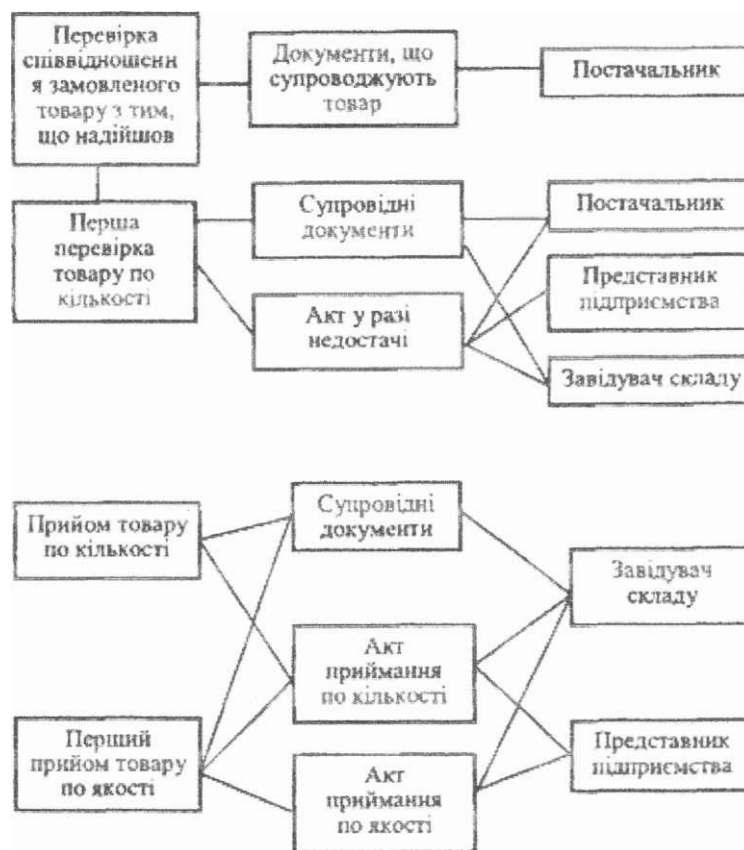 Перевірка
співвідношенн
я замовленого
товару з тим,
що надійшов
Документи, що
супроводжують
товар
Постачальник
Перша
перевірка
товару по
кількості
Супровідні
документи
Постачальник
Представник
підприємства
Акт у разі
недостачі
Завідувач складу
Прийом товару
по кількості
Супровідні
документи
Завідувач
складу
Акт
приймання
по кількості
Перший
прийом товару
по якості
Представник
підприємства
Акт
приймання
по якості